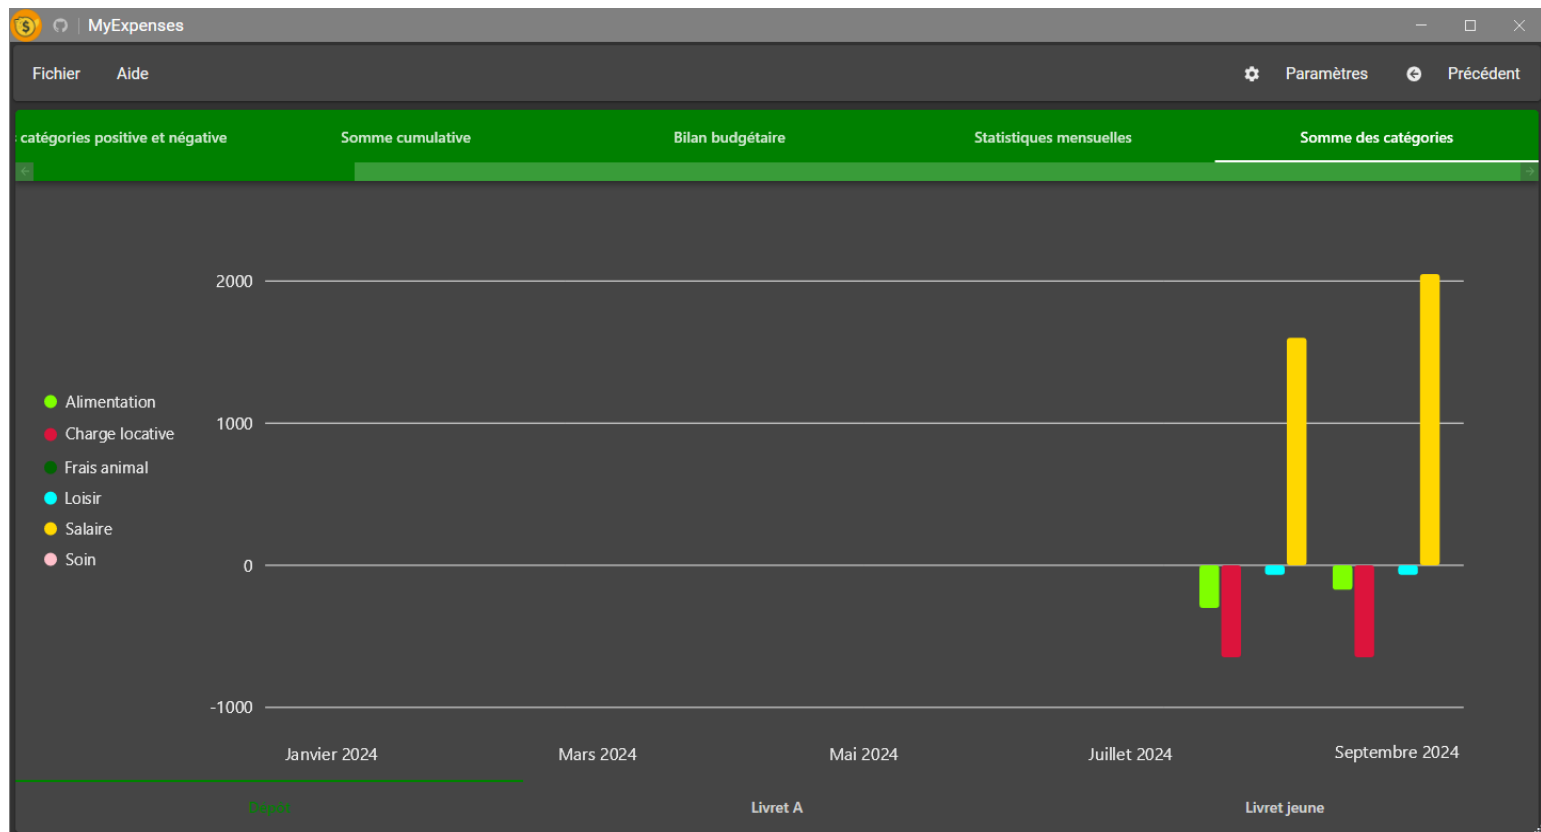 MyExpenses
Fichier Aide Paramètres Précédent
catégories positive et négative Somme cumulative Bilan budgétaire Statistiques mensuelles Somme des catégories
2000
1000
0
-1000
Alimentation
Charge locative
Frais animal
Loisir
Salaire
Soin
Janvier 2024 Mars 2024 Mai 2024 Juillet 2024 Septembre 2024
Dépôt Livret A Livret jeune